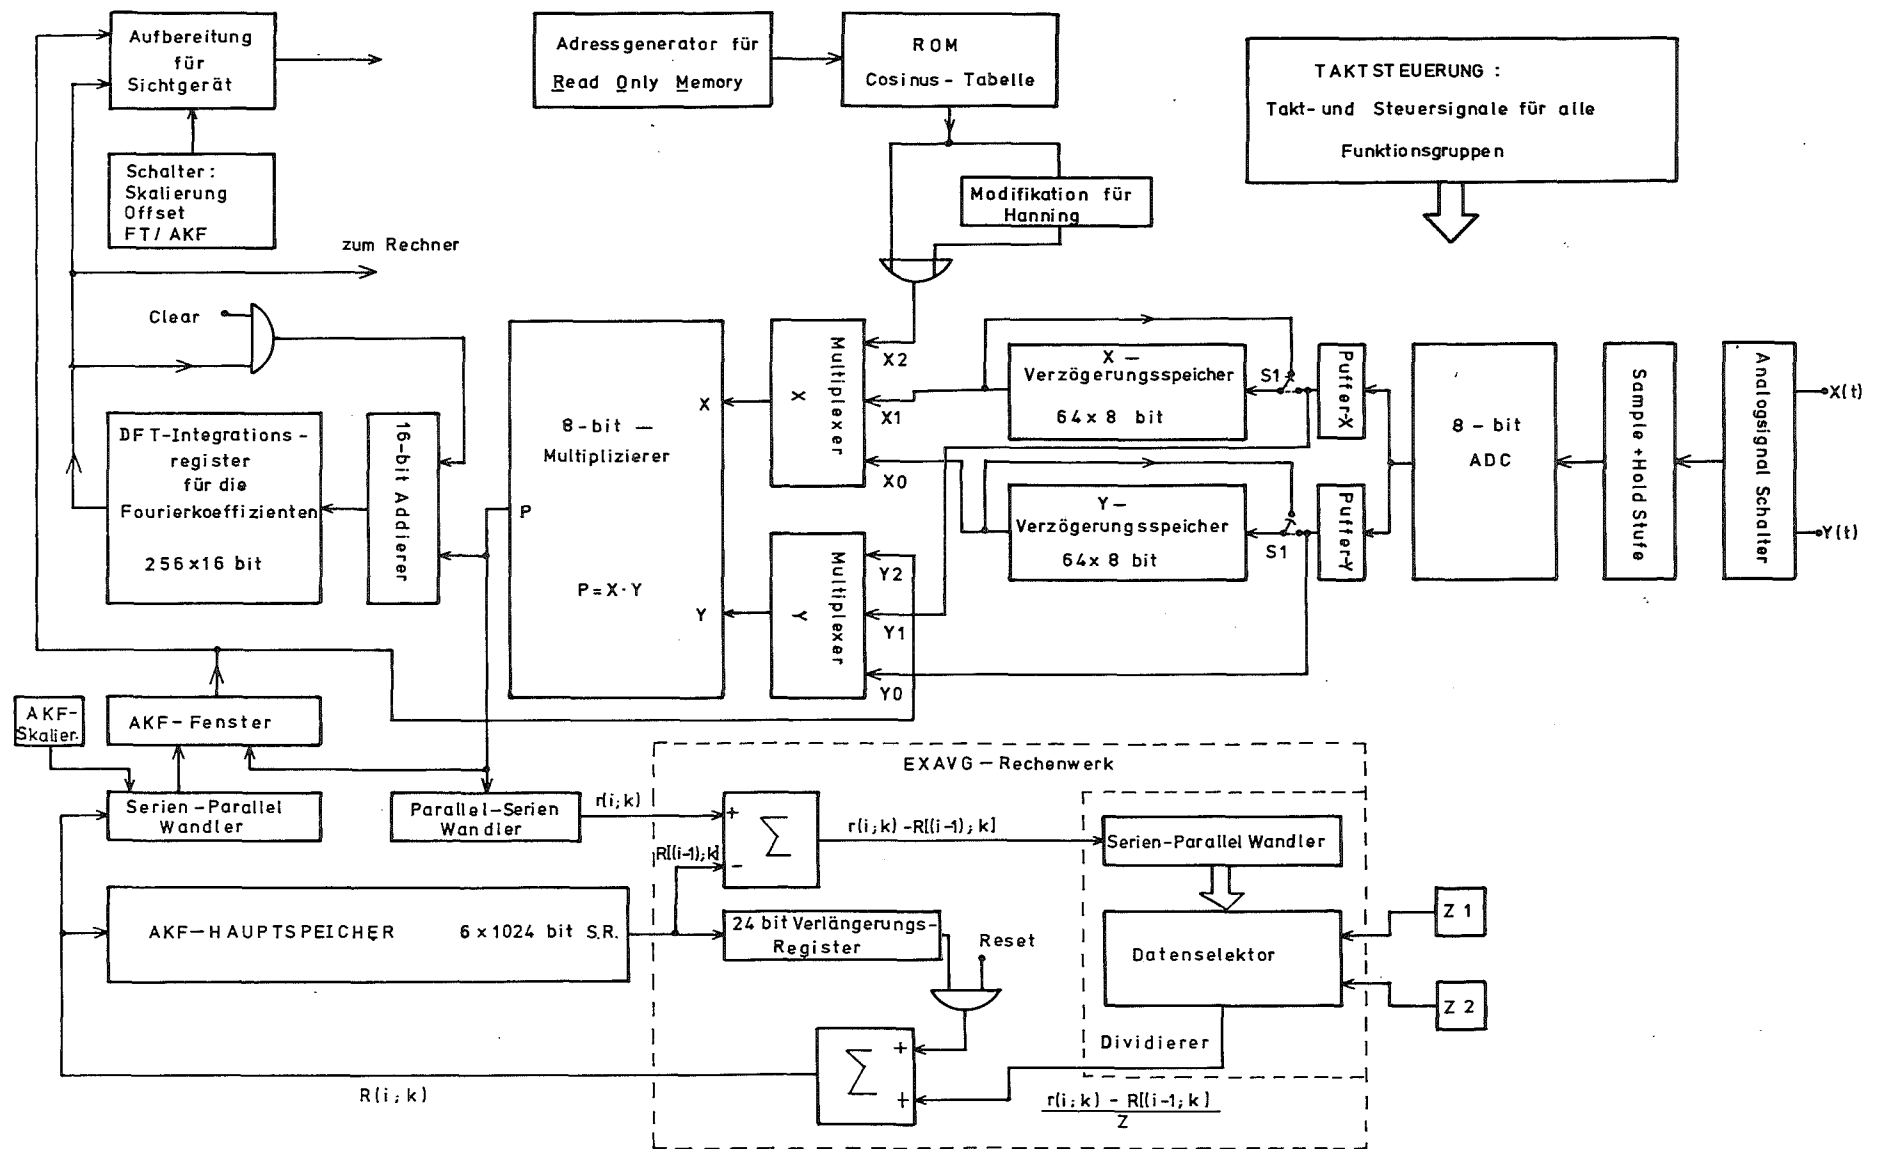 Aufbereitung
für
Sichtgerät
Adressgenerator für
Read Only Memory
ROM
Cosinus - Tabelle
TAKTSTEUERUNG :
Takt- und Steuersignale für alle
Funktionsgruppen
Schalter:
Skalierung
Offset
FT/ AKF
Modifikation für
Hanning
zum Rechner
Clear
DFT-Integrations -
register
für die
Fourierkoeffizienten
256x16 bit
16-bit Addierer
8-bit —
Multiplizierer
P = X · Y
X
Y
P
Multiplexer
X
X2
X1
X0
Multiplexer
Y
Y2
Y1
Y0
X —
Verzögerungsspeicher
64 x 8 bit
S1
Y —
Verzögerungsspeicher
64x 8 bit
S1
Puffer-X
Puffer-Y
8 - bit
ADC
Sample + Hold Stufe
Analogsignal Schalter
X(t)
Y(t)
AKF-
Skalier.
AKF- Fenster
Serien-Parallel
Wandler
Parallel-Serien
Wandler
r(i;k)
EXAVG — Rechenwerk
+
-
Σ
R[(i-1);k]
r(i;k) -R[(i-1); k]
Serien-Parallel Wandler
AKF-HAUPTSPEICHER 6 x 1024 bit S.R.
24 bit Verlängerungs-
Register
Reset
Datenselektor
Z 1
Z 2
Dividierer
Σ
+
+
R(i; k)
r(i; k) - R[(i-1; k)
Z